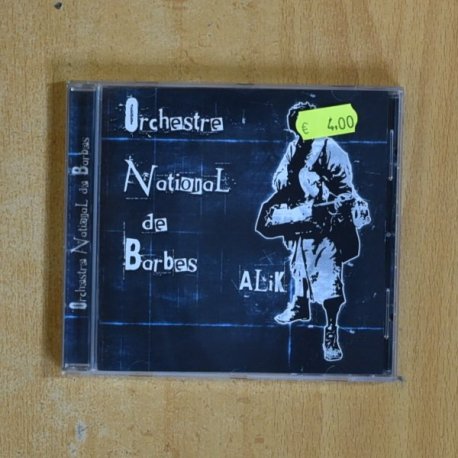 Orchestre
National
de
Barbes
ALiK
€ 4.00
Orchestre National de Barbes